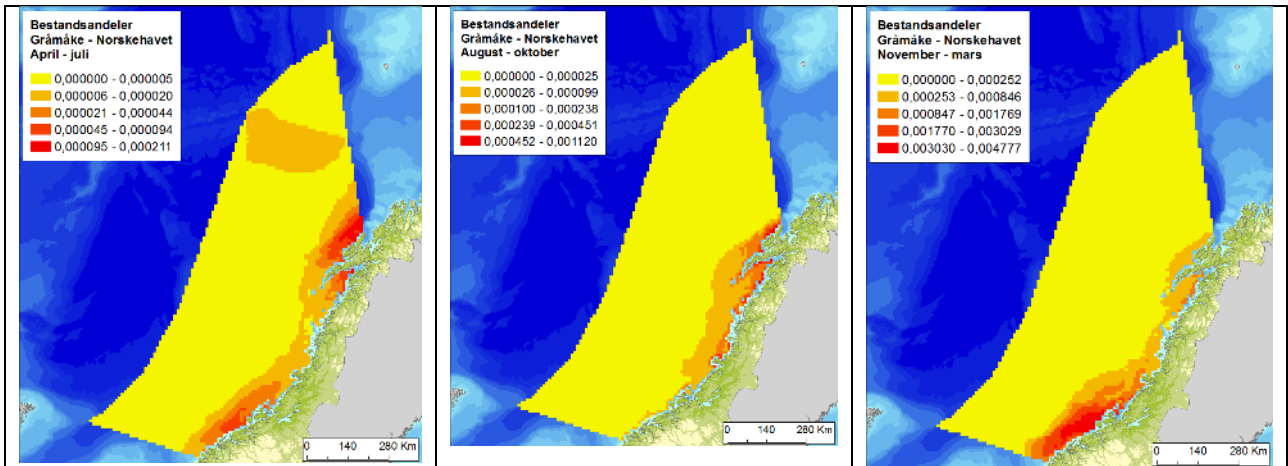 Bestandsandeler
Gråmåke - Norskehavet
April - juli
0,000000 - 0,000005
0,000006 - 0,000020
0,000021 - 0,000044
0,000045 - 0,000094
0,000095 - 0,000211
0 140 280 Km
Bestandsandeler
Gråmåke - Norskehavet
August - oktober
0,000000 - 0,000025
0,000026 - 0,000099
0,000100 - 0,000238
0,000239 - 0,000451
0,000452 - 0,001120
0 140 280 Km
Bestandsandeler
Gråmåke - Norskehavet
November - mars
0,000000 - 0,000252
0,000253 - 0,000846
0,000847 - 0,001769
0,001770 - 0,003029
0,003030 - 0,004777
0 140 280 Km